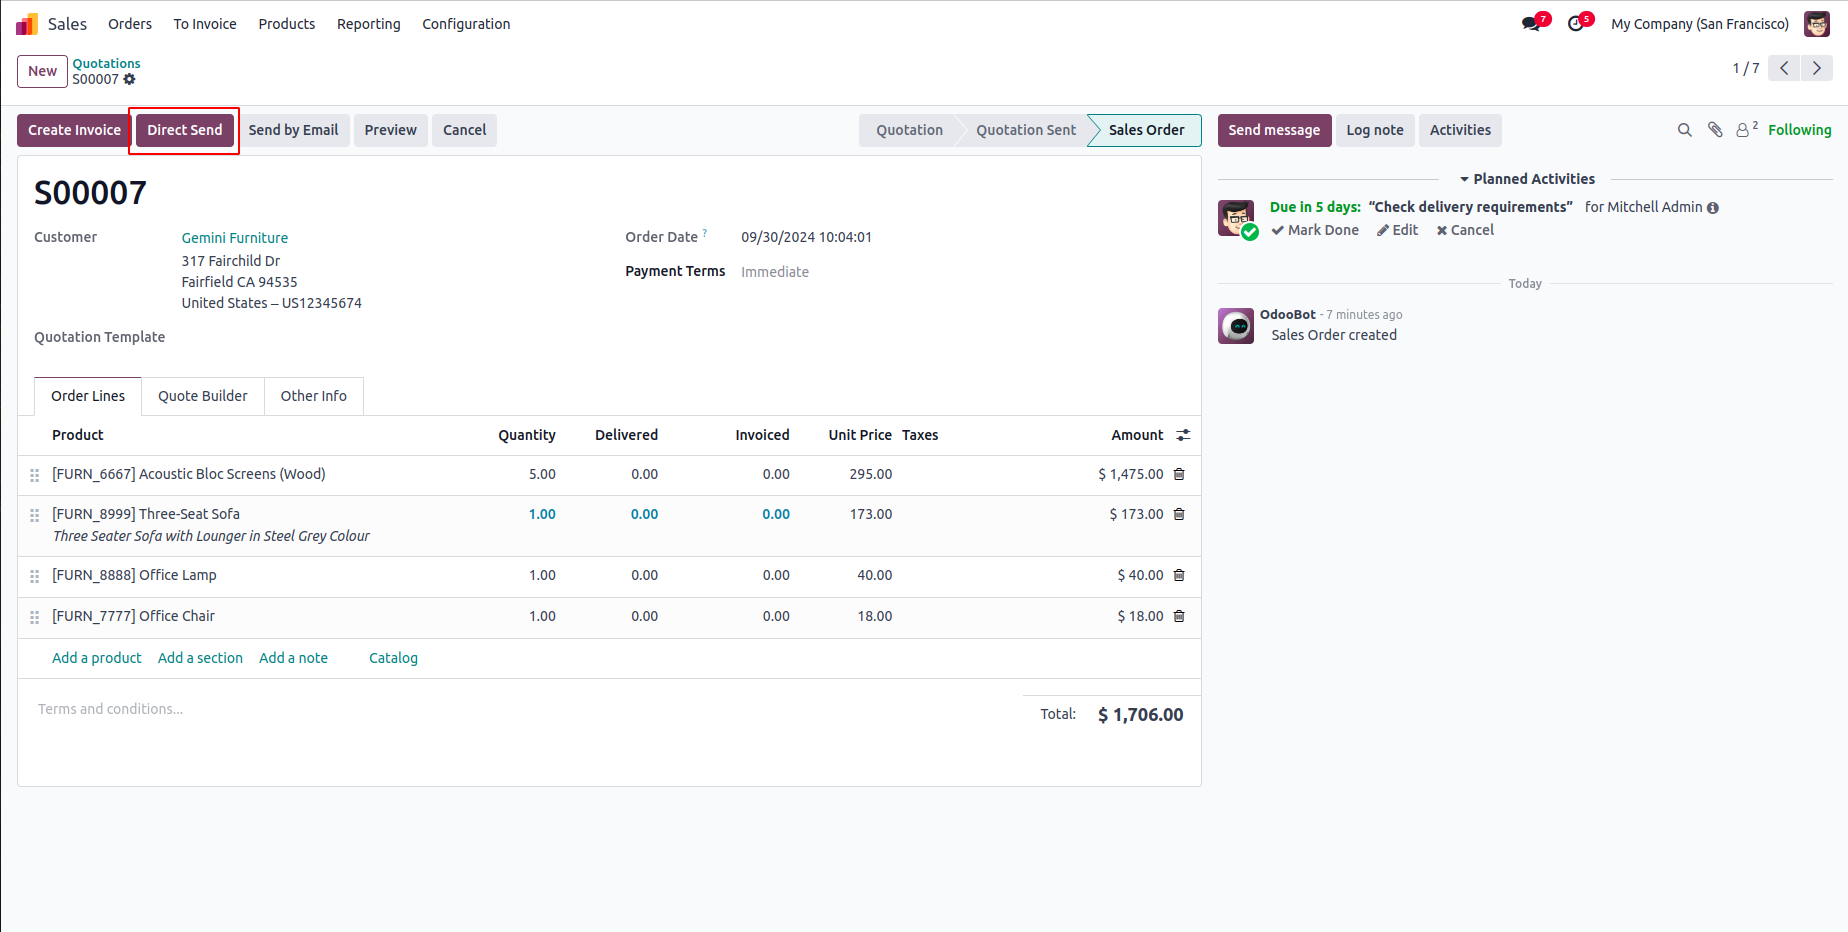 Sales Orders To Invoice Products Reporting Configuration 7 5 My Company (San Francisco)
New Quotations
S00007
1 / 7
Create Invoice Direct Send Send by Email Preview Cancel Quotation Quotation Sent Sales Order Send message Log note Activities 2 Following
S00007
Customer Gemini Furniture
317 Fairchild Dr
Fairfield CA 94535
United States – US12345674
Order Date ? 09/30/2024 10:04:01
Payment Terms Immediate
Quotation Template
Order Lines Quote Builder Other Info
Product Quantity Delivered Invoiced Unit Price Taxes Amount
[FURN_6667] Acoustic Bloc Screens (Wood) 5.00 0.00 0.00 295.00 $ 1,475.00
[FURN_8999] Three-Seat Sofa 1.00 0.00 0.00 173.00 $ 173.00
Three Seater Sofa with Lounger in Steel Grey Colour
[FURN_8888] Office Lamp 1.00 0.00 0.00 40.00 $ 40.00
[FURN_7777] Office Chair 1.00 0.00 0.00 18.00 $ 18.00
Add a product Add a section Add a note Catalog
Terms and conditions...
Total: $ 1,706.00
Planned Activities
Due in 5 days: “Check delivery requirements” for Mitchell Admin
Mark Done Edit Cancel
Today
OdooBot - 7 minutes ago
Sales Order created